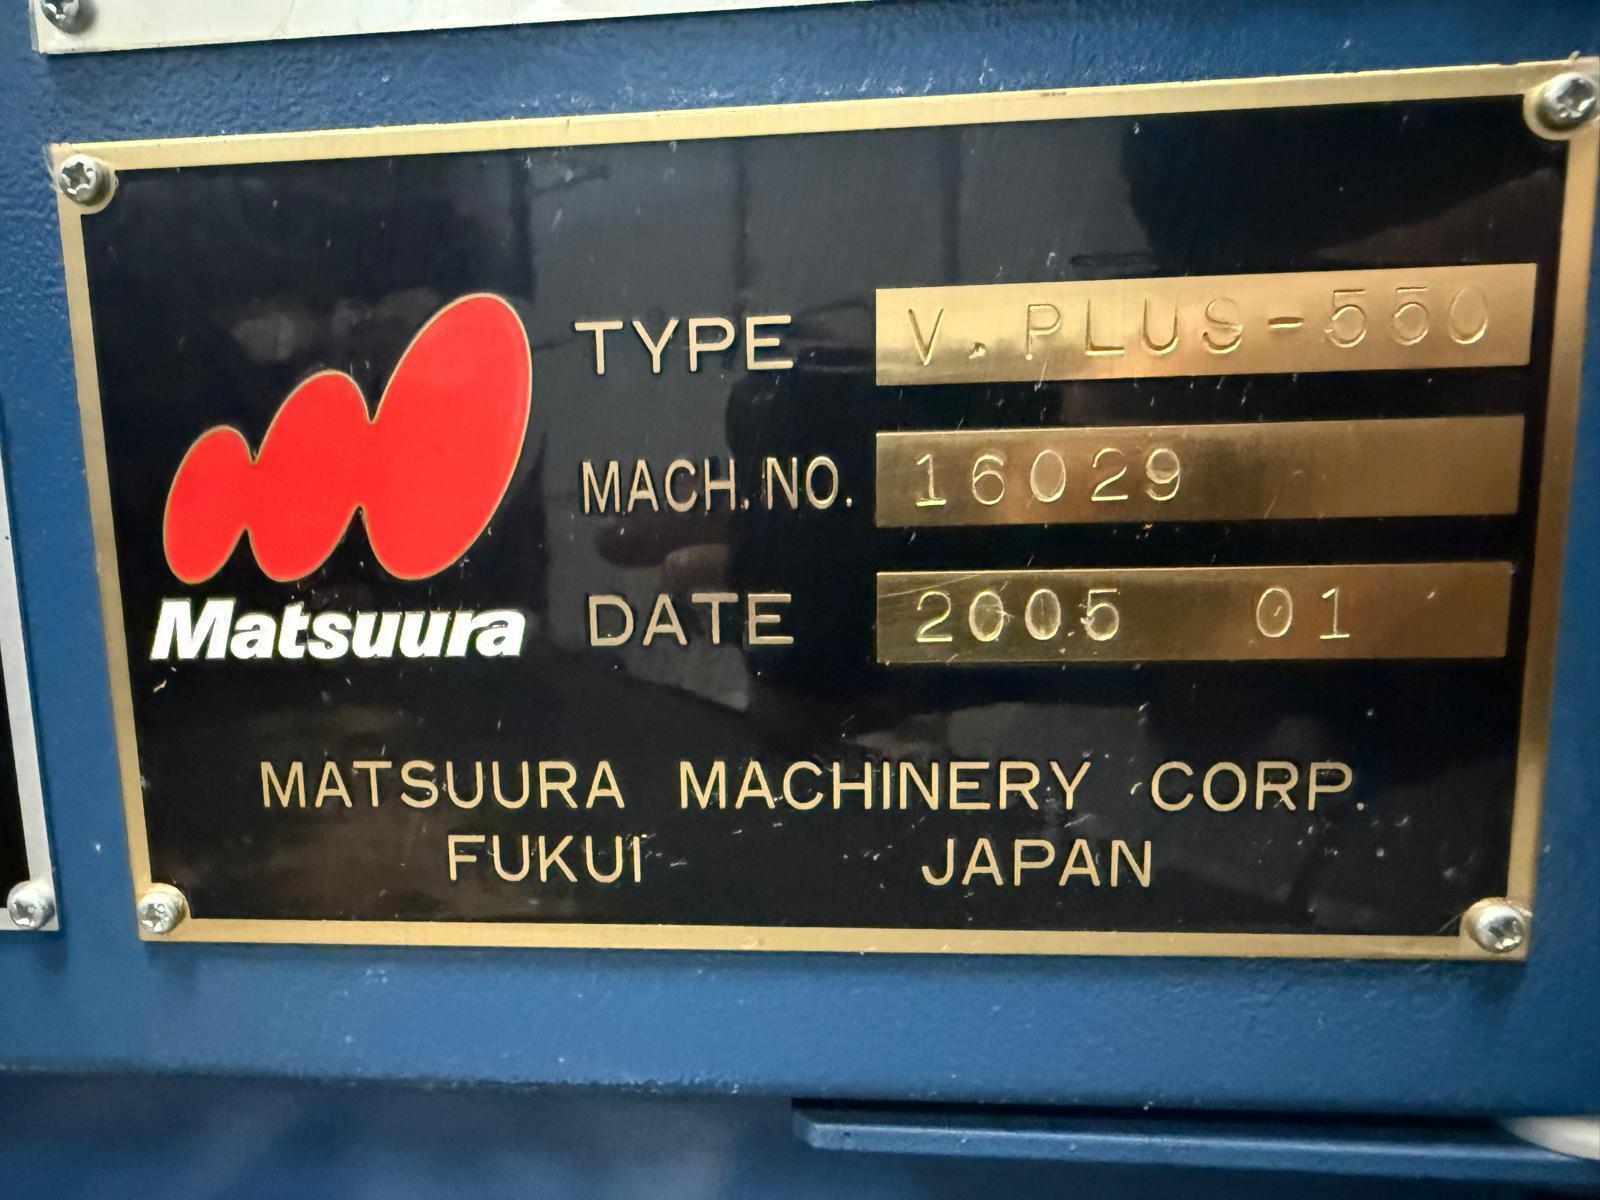 TYPE V.PLUS-550
MACH. NO. 16029
DATE 2005 01
Matsuura
MATSUURA MACHINERY CORP.
FUKUI JAPAN